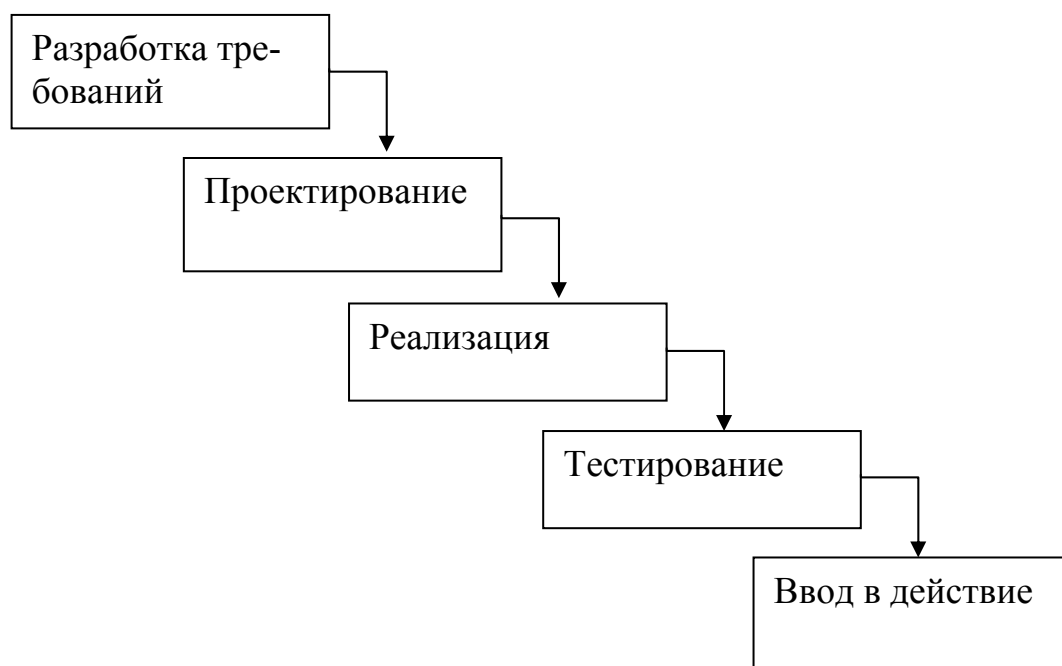 Разработка тре-
бований
Проектирование
Реализация
Тестирование
Ввод в действие